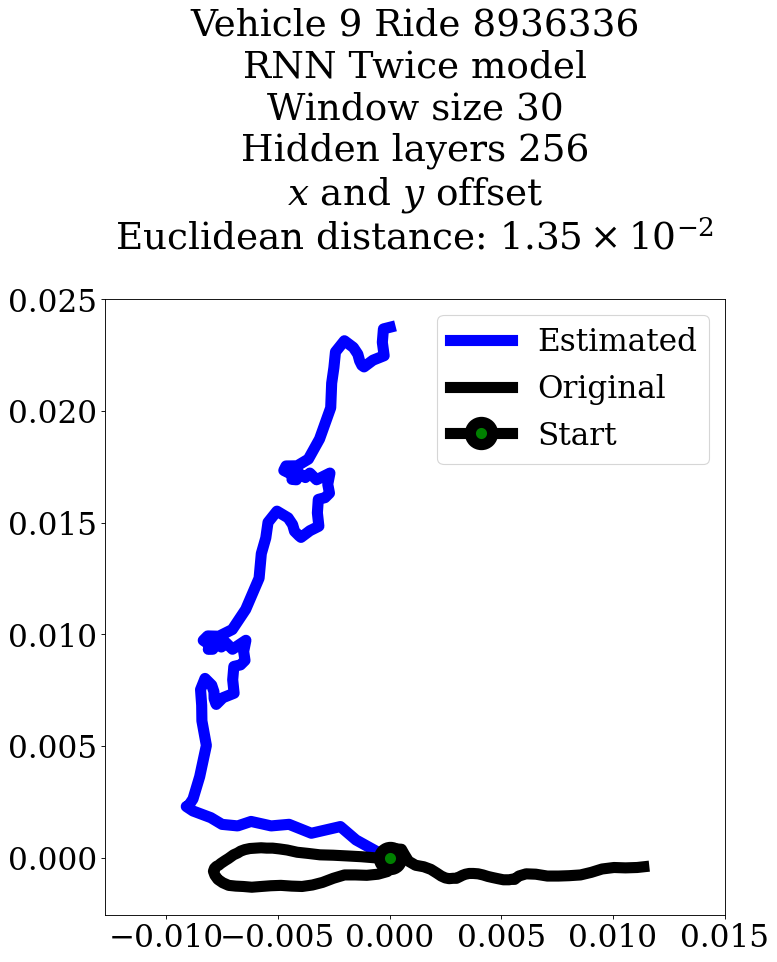 Vehicle 9 Ride 8936336
RNN Twice model
Window size 30
Hidden layers 256
x and y offset
Euclidean distance: 1.35 × 10⁻²
0.025
0.020
0.015
0.010
0.005
0.000
Estimated
Original
Start
−0.010 −0.005 0.000 0.005 0.010 0.015